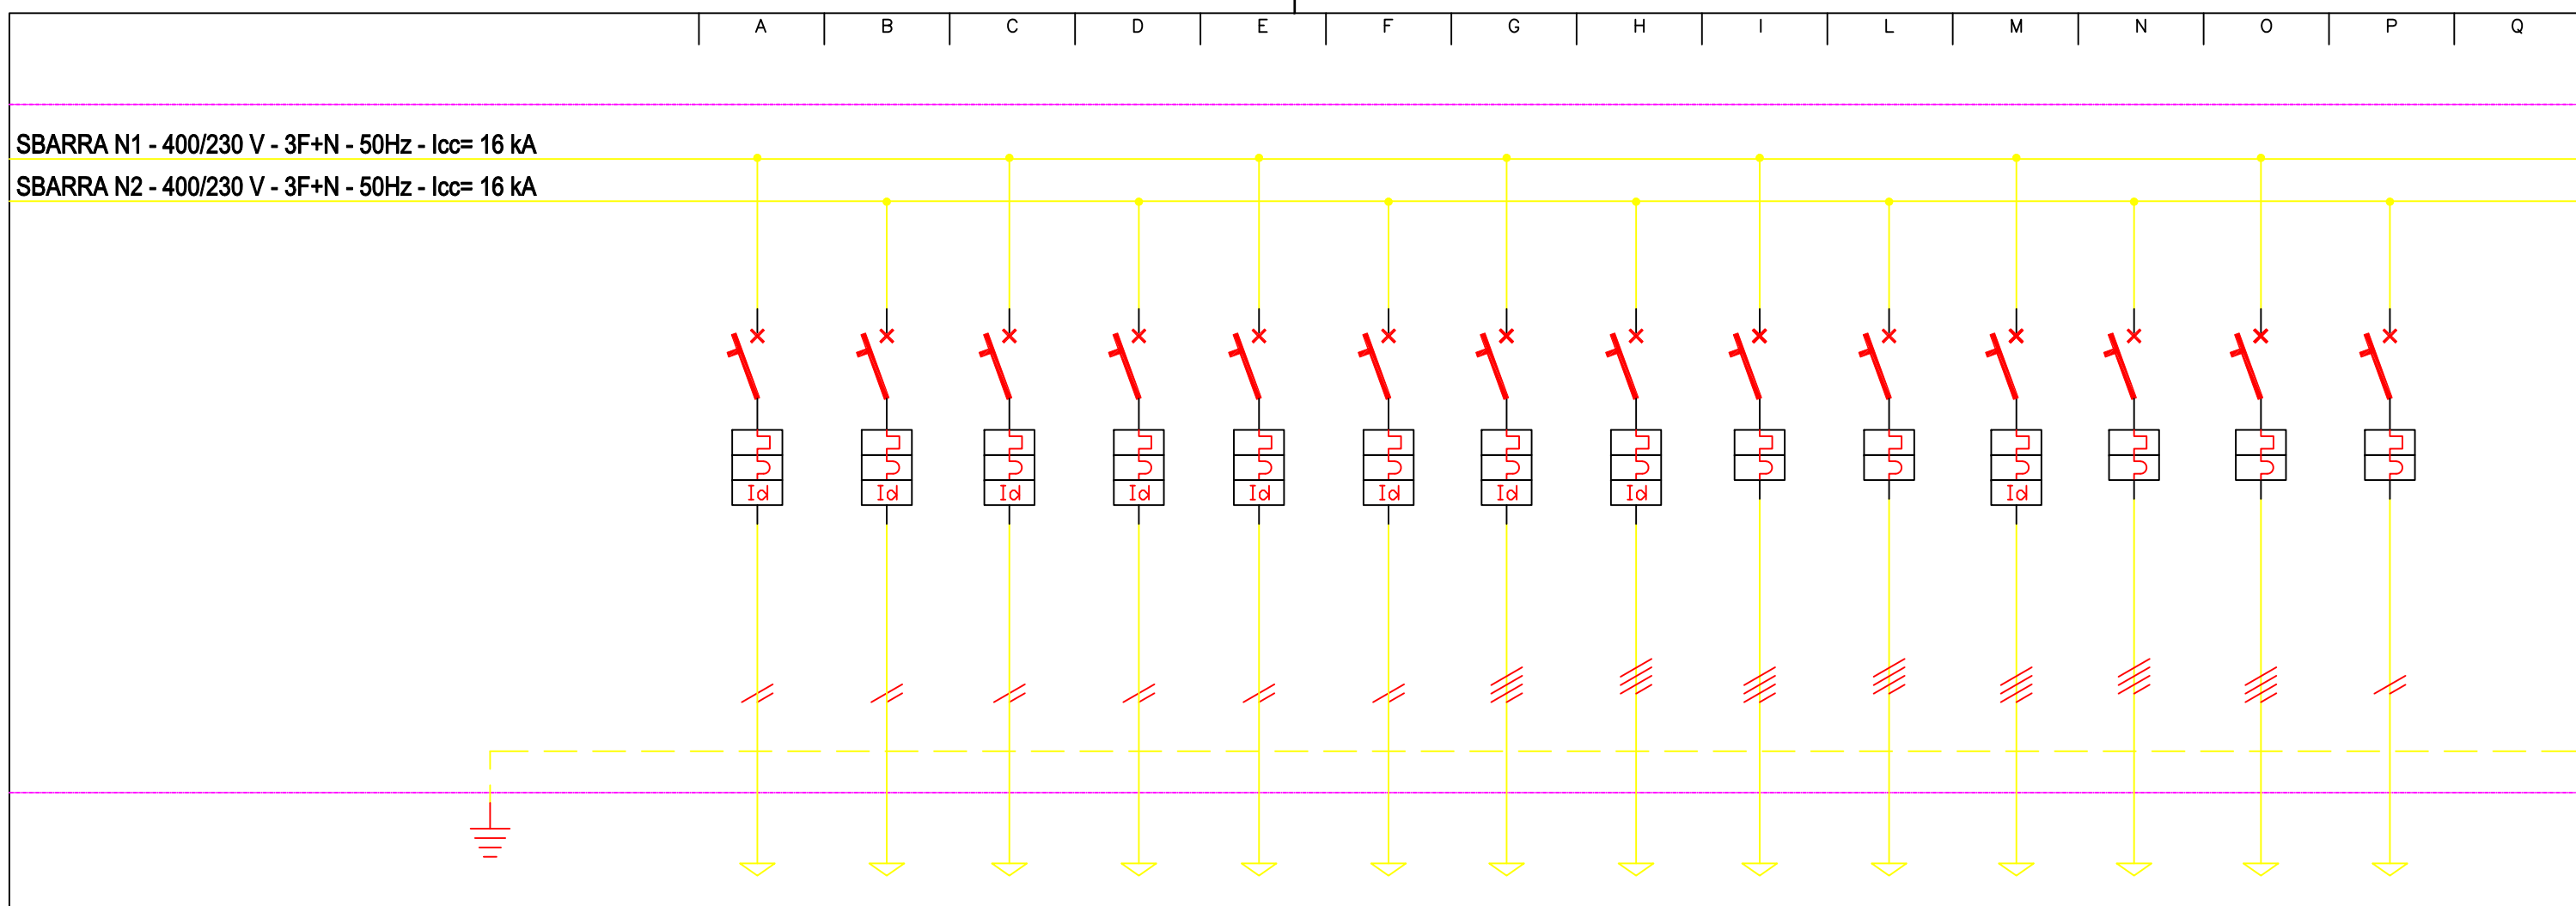 A B C D E F G H I L M N O P Q
SBARRA N1 - 400/230 V - 3F+N - 50Hz - Icc= 16 kA
SBARRA N2 - 400/230 V - 3F+N - 50Hz - Icc= 16 kA
Id Id Id Id Id Id Id Id Id